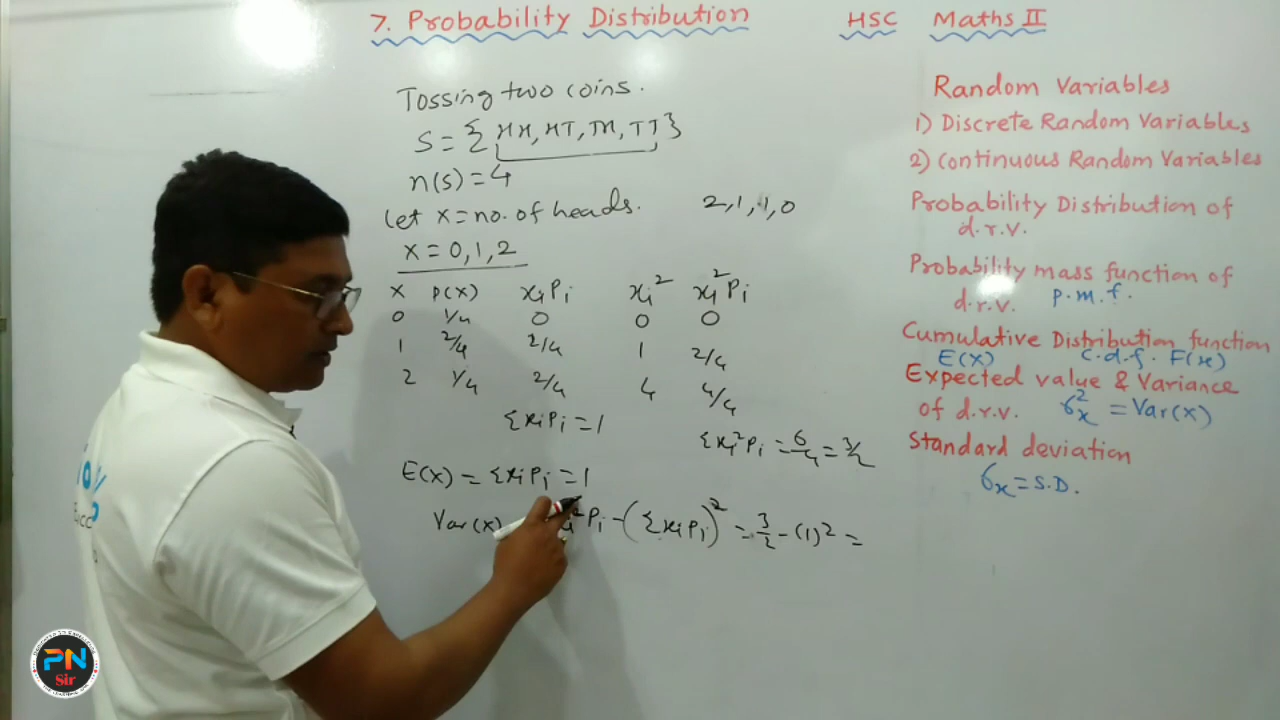 7. Probability Distribution HSC Maths II
Tossing two coins.
S = { HH, HT, TH, TT }
n(s) = 4
Let X = no. of heads. 2, 1, 1, 0
X = 0, 1, 2
X P(X) xᵢPᵢ xᵢ² xᵢ²Pᵢ
0 1/4 0 0 0
1 2/4 2/4 1 2/4
2 1/4 2/4 4 4/4
Σxᵢpᵢ = 1
Σxᵢ²pᵢ = 6/4 = 3/2
E(X) = Σxᵢpᵢ = 1
Var(X) ²Pᵢ - (Σxᵢpᵢ)² = 3/2 - (1)² =
Random Variables
1) Discrete Random Variables
2) Continuous Random Variables
Probability Distribution of
d.r.v.
Probability mass function of
d.r.v. p.m.f.
Cumulative Distribution function
E(X) c.d.f. F(x)
Expected value & Variance
of d.r.v. σₓ² = Var(X)
Standard deviation
σₓ = S.D.
PN
Sir